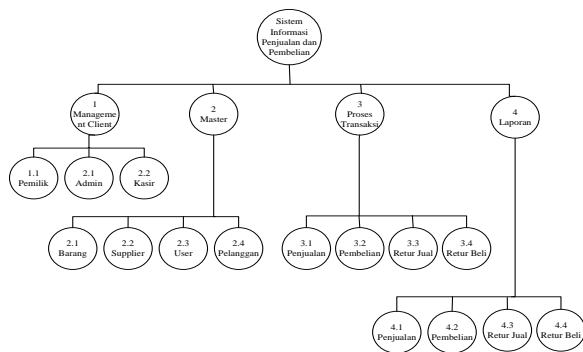 Sistem
Informasi
Penjualan dan
Pembelian
1
Manageme
nt Client
2
Master
3
Proses
Transaksi
4
Laporan
1.1
Pemilik
2.1
Admin
2.2
Kasir
2.1
Barang
2.2
Supplier
2.3
User
2.4
Pelanggan
3.1
Penjualan
3.2
Pembelian
3.3
Retur Jual
3.4
Retur Beli
4.1
Penjualan
4.2
Pembelian
4.3
Retur Jual
4.4
Retur Beli